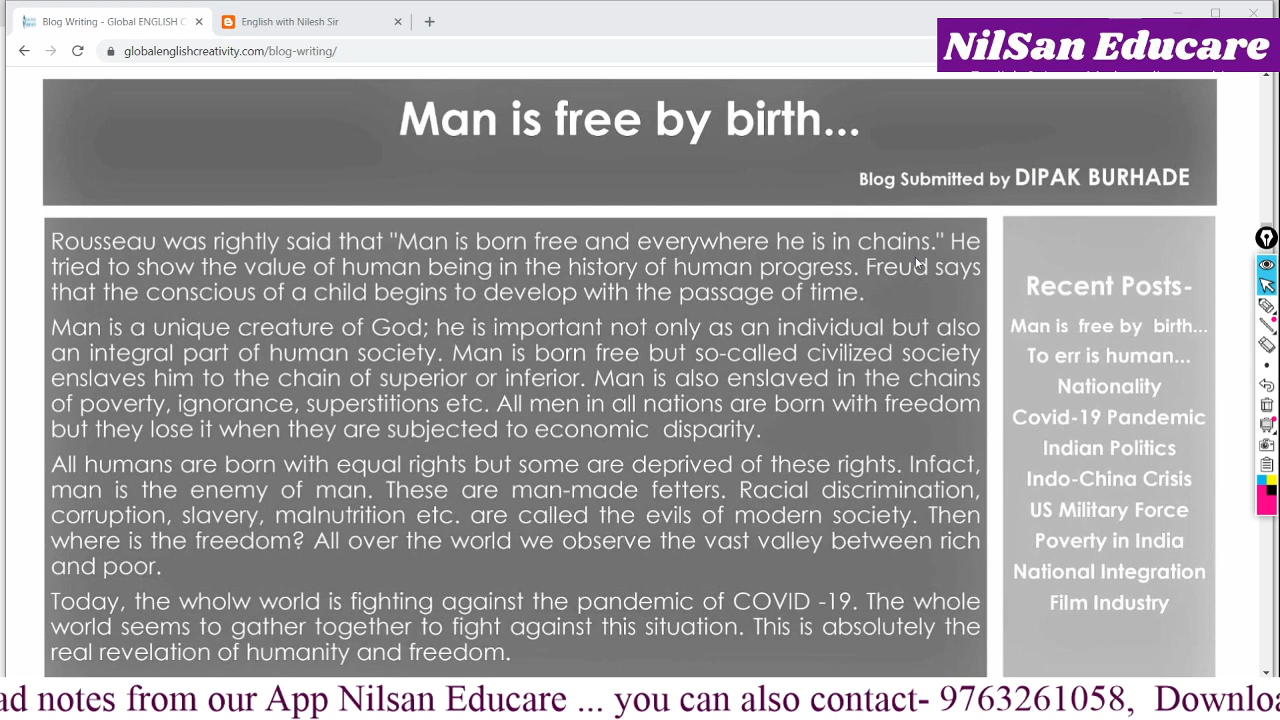 Blog Writing - Global ENGLISH C
English with Nilesh Sir
globalenglishcreativity.com/blog-writing/
NilSan Educare
Man is free by birth...
Blog Submitted by DIPAK BURHADE
Rousseau was rightly said that "Man is born free and everywhere he is in chains." He
tried to show the value of human being in the history of human progress. Freud says
that the conscious of a child begins to develop with the passage of time.
Man is a unique creature of God; he is important not only as an individual but also
an integral part of human society. Man is born free but so-called civilized society
enslaves him to the chain of superior or inferior. Man is also enslaved in the chains
of poverty, ignorance, superstitions etc. All men in all nations are born with freedom
but they lose it when they are subjected to economic disparity.
All humans are born with equal rights but some are deprived of these rights. Infact,
man is the enemy of man. These are man-made fetters. Racial discrimination,
corruption, slavery, malnutrition etc. are called the evils of modern society. Then
where is the freedom? All over the world we observe the vast valley between rich
and poor.
Today, the wholw world is fighting against the pandemic of COVID -19. The whole
world seems to gather together to fight against this situation. This is absolutely the
real revelation of humanity and freedom.
Recent Posts-
Man is free by birth...
To err is human...
Nationality
Covid-19 Pandemic
Indian Politics
Indo-China Crisis
US Military Force
Poverty in India
National Integration
Film Industry
ad notes from our App Nilsan Educare ... you can also contact- 9763261058, Downlo